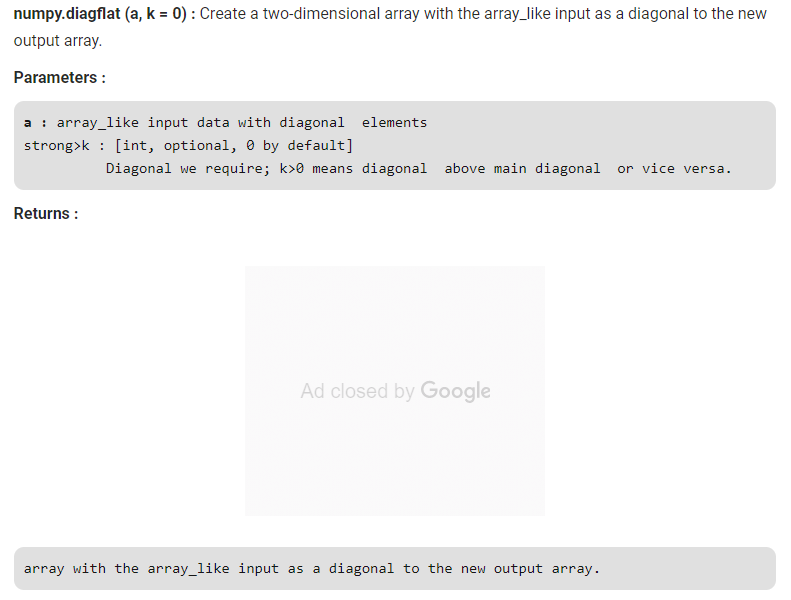 numpy.diagflat (a, k = 0) : Create a two-dimensional array with the array_like input as a diagonal to the new
output array.
Parameters :
a : array_like input data with diagonal  elements
strong>k : [int, optional, 0 by default]
          Diagonal we require; k>0 means diagonal  above main diagonal  or vice versa.
Returns :
Ad closed by Google
array with the array_like input as a diagonal to the new output array.